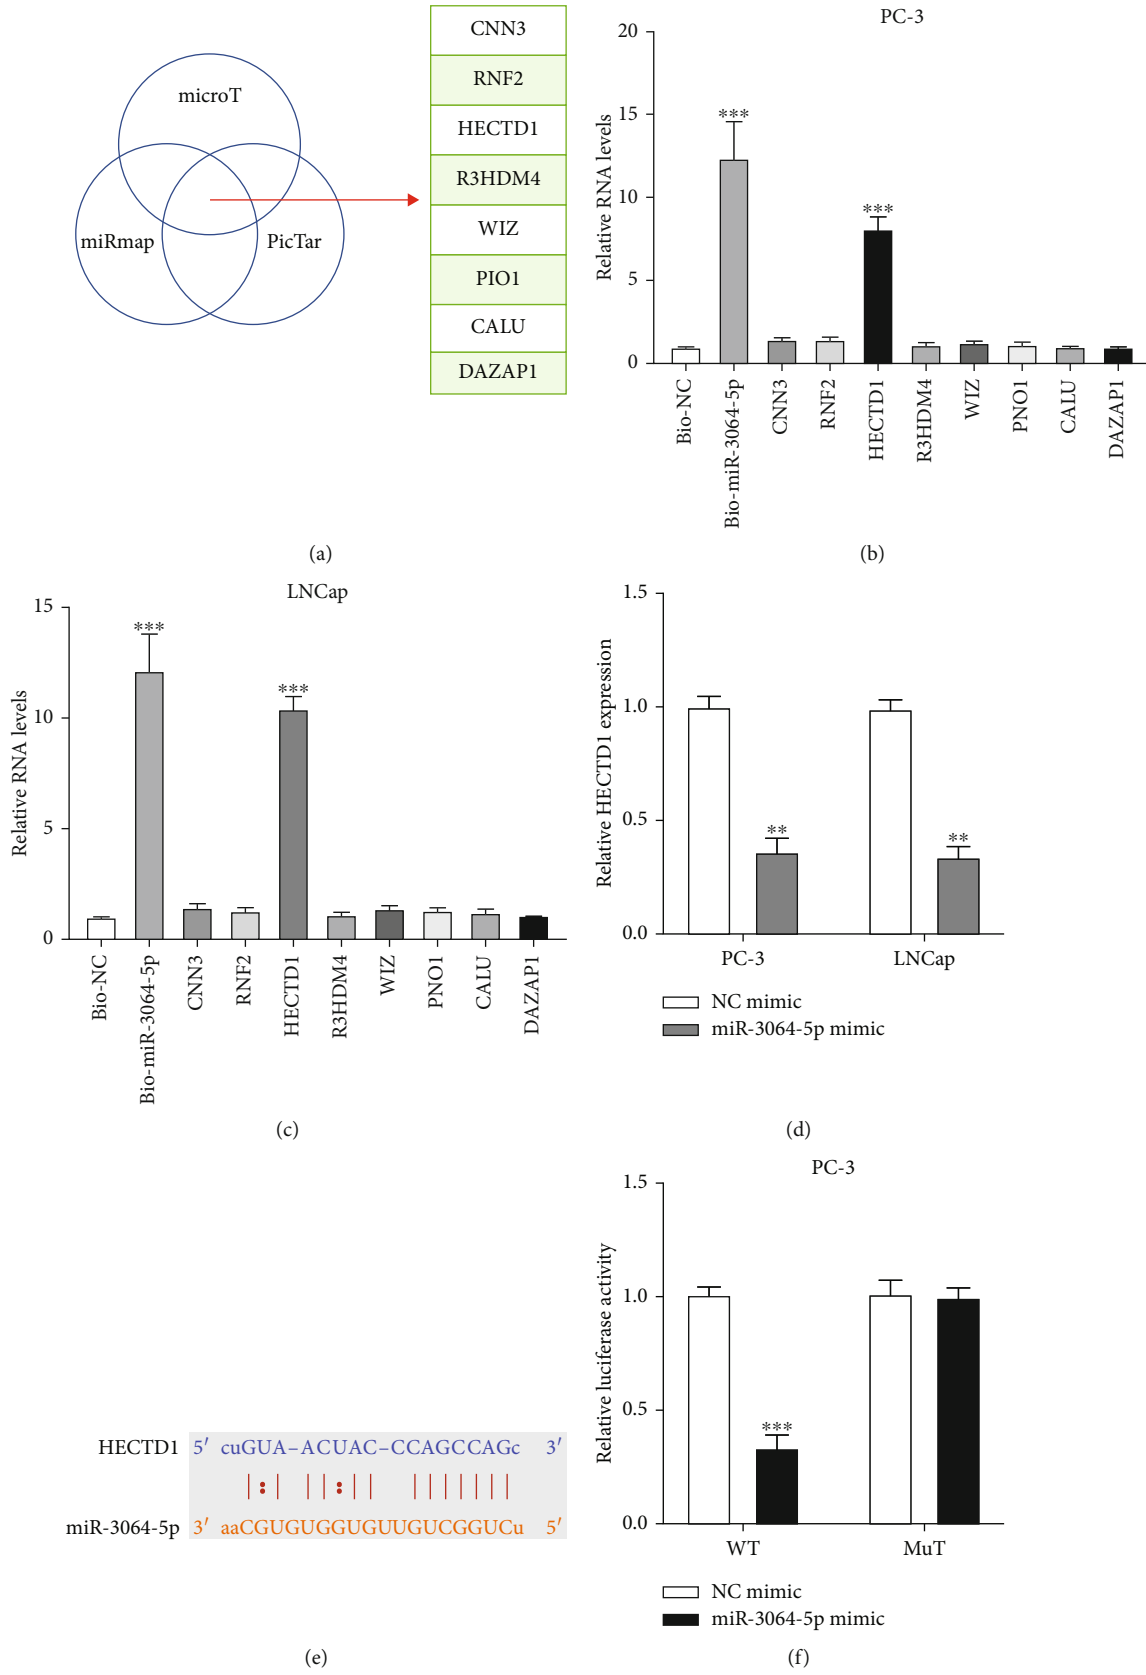 microT
miRmap
PicTar
CNN3
RNF2
HECTD1
R3HDM4
WIZ
PIO1
CALU
DAZAP1
(a)
PC-3
Relative RNA levels
20
15
10
5
0
***
***
Bio-NC
Bio-miR-3064-5p
CNN3
RNF2
HECTD1
R3HDM4
WIZ
PNO1
CALU
DAZAP1
(b)
LNCap
Relative RNA levels
15
10
5
0
***
***
Bio-NC
Bio-miR-3064-5p
CNN3
RNF2
HECTD1
R3HDM4
WIZ
PNO1
CALU
DAZAP1
(c)
Relative HECTD1 expression
1.5
1.0
0.5
0.0
**
**
PC-3
LNCap
NC mimic
miR-3064-5p mimic
(d)
HECTD1 5′ cuGUA–ACUAC–CCAGCCAGc 3′
miR-3064-5p 3′ aaCGUGUGGUGUUGUCGGUCu 5′
(e)
PC-3
Relative luciferase activity
1.5
1.0
0.5
0.0
***
WT
MuT
NC mimic
miR-3064-5p mimic
(f)